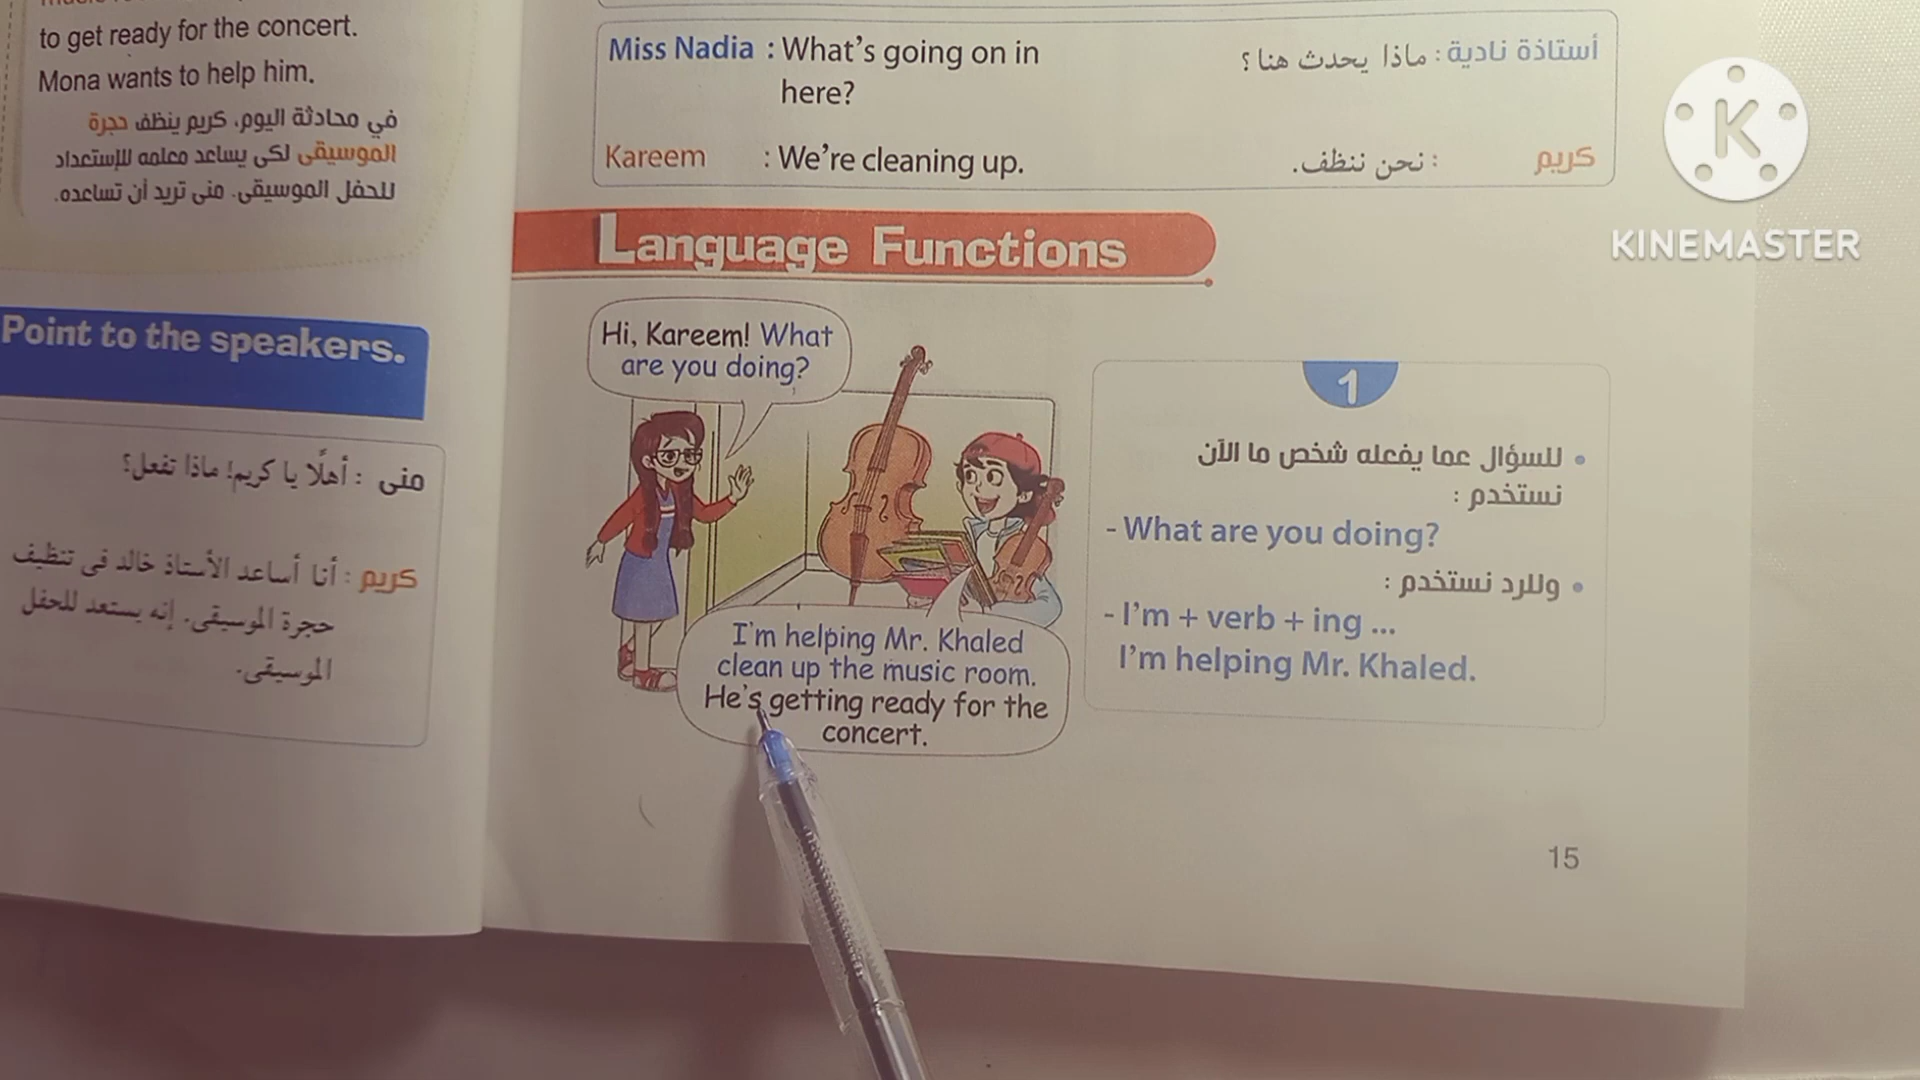 to get ready for the concert.
Mona wants to help him.
في محادثة اليوم، كريم ينظف حجرة
الموسيقى لكى يساعد معلمه للإستعداد
للحفل الموسيقى. منى تريد أن تساعده.
Point to the speakers.
منى : أهلًا يا كريم! ماذا تفعل؟
كريم : أنا أساعد الأستاذ خالد فى تنظيف
حجرة الموسيقى. إنه يستعد للحفل
الموسيقى.
Miss Nadia : What's going on in
here?
أستاذة نادية : ماذا يحدث هنا ؟
Kareem : We're cleaning up.
كريم : نحن ننظف.
Language Functions
Hi, Kareem! What
are you doing?
I'm helping Mr. Khaled
clean up the music room.
He's getting ready for the
concert.
1
• للسؤال عما يفعله شخص ما الآن
نستخدم :
- What are you doing?
• وللرد نستخدم :
- I'm + verb + ing ...
I'm helping Mr. Khaled.
15
K
KINEMASTER